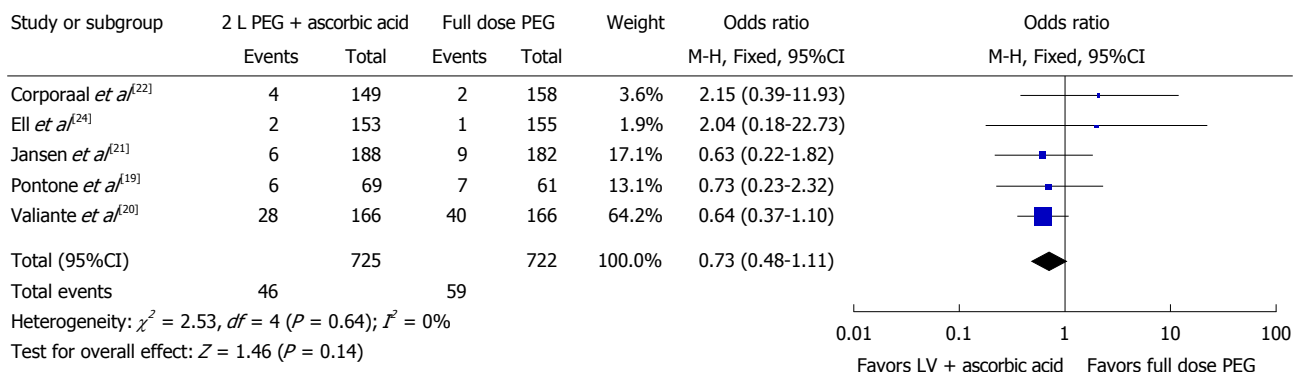 Study or subgroup 2 L PEG + ascorbic acid Full dose PEG Weight Odds ratio Odds ratio
Events Total Events Total M-H, Fixed, 95%CI M-H, Fixed, 95%CI
Corporaal et al[22] 4 149 2 158 3.6% 2.15 (0.39-11.93)
Ell et al[24] 2 153 1 155 1.9% 2.04 (0.18-22.73)
Jansen et al[21] 6 188 9 182 17.1% 0.63 (0.22-1.82)
Pontone et al[19] 6 69 7 61 13.1% 0.73 (0.23-2.32)
Valiante et al[20] 28 166 40 166 64.2% 0.64 (0.37-1.10)
Total (95%CI) 725 722 100.0% 0.73 (0.48-1.11)
Total events 46 59
Heterogeneity: χ² = 2.53, df = 4 (P = 0.64); I² = 0%
Test for overall effect: Z = 1.46 (P = 0.14)
0.01 0.1 1 10 100
Favors LV + ascorbic acid Favors full dose PEG